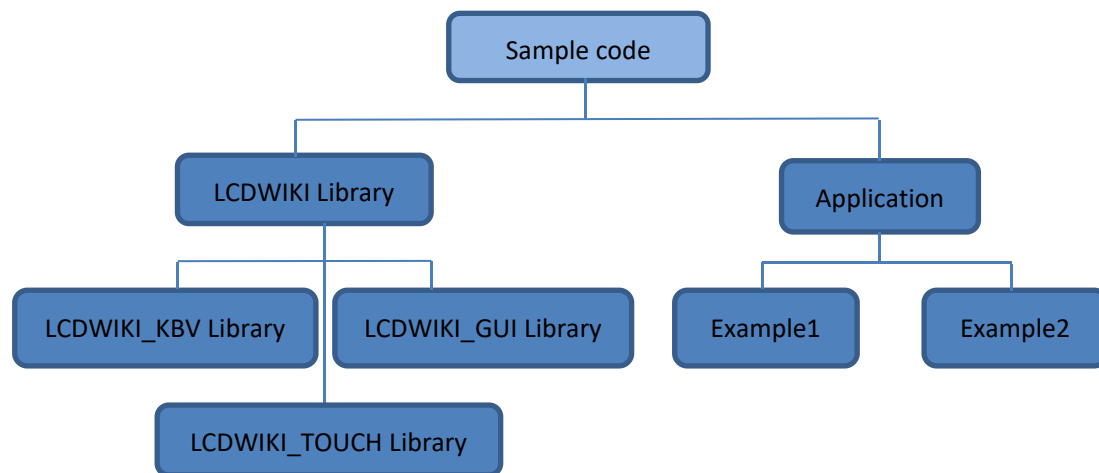 Sample code
LCDWIKI Library
Application
LCDWIKI_KBV Library
LCDWIKI_GUI Library
Example1
Example2
LCDWIKI_TOUCH Library